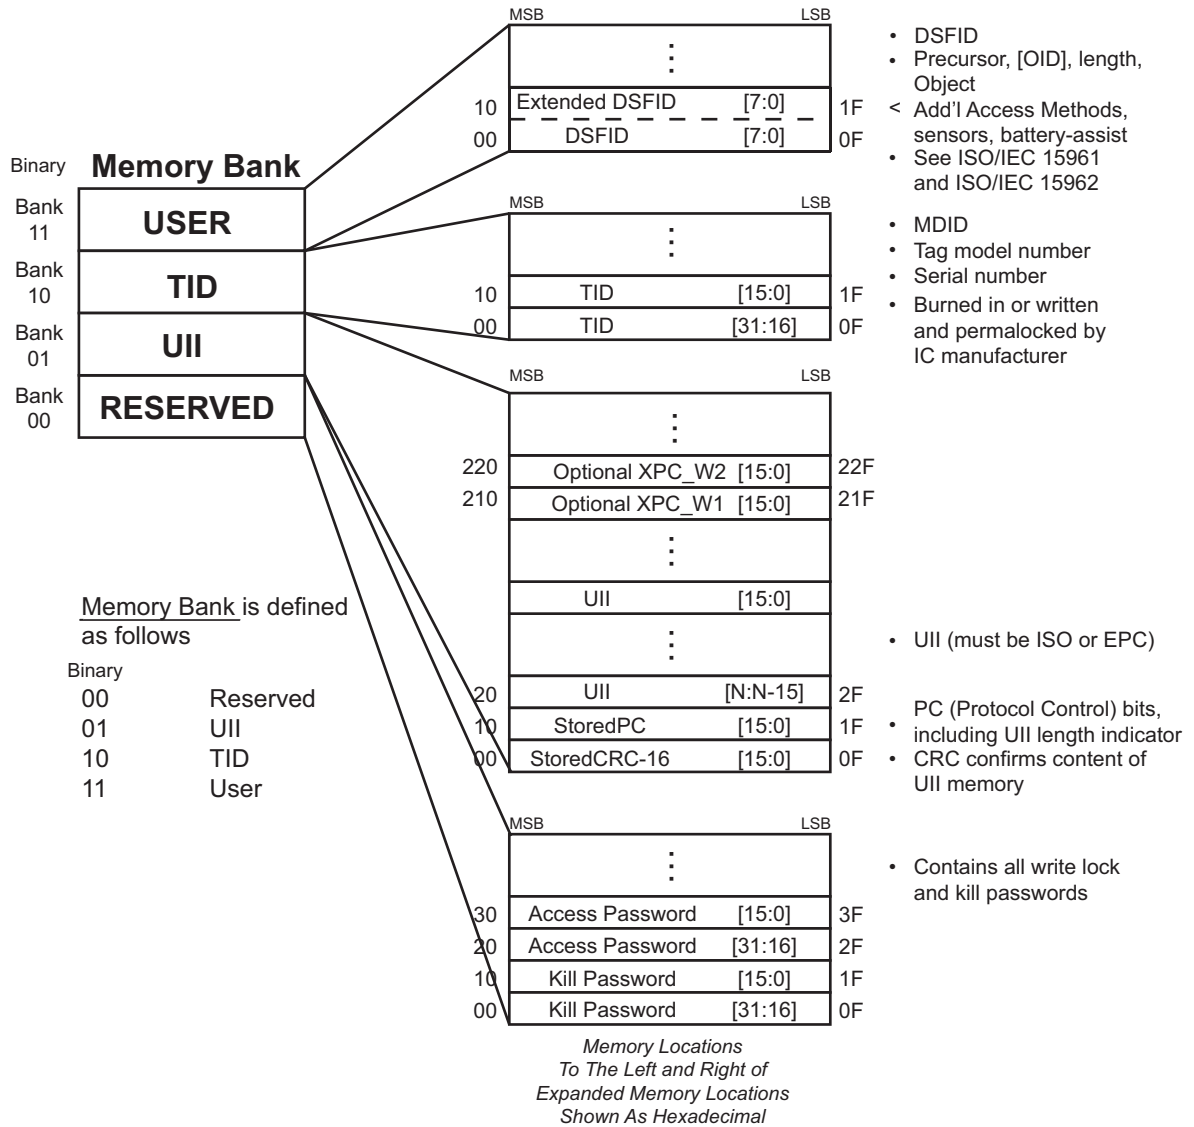 MSB LSB
⋮
10 Extended DSFID [7:0] 1F
00 DSFID [7:0] 0F
• DSFID
• Precursor, [OID], length,
Object
< Add'l Access Methods,
sensors, battery-assist
• See ISO/IEC 15961
and ISO/IEC 15962
Binary Memory Bank
Bank
11 USER
Bank
10 TID
Bank
01 UII
Bank
00 RESERVED
MSB LSB
⋮
10 TID [15:0] 1F
00 TID [31:16] 0F
• MDID
• Tag model number
• Serial number
• Burned in or written
and permalocked by
IC manufacturer
MSB LSB
⋮
220 Optional XPC_W2 [15:0] 22F
210 Optional XPC_W1 [15:0] 21F
⋮
UII [15:0]
⋮
20 UII [N:N-15] 2F
10 StoredPC [15:0] 1F
00 StoredCRC-16 [15:0] 0F
• UII (must be ISO or EPC)
• PC (Protocol Control) bits,
including UII length indicator
• CRC confirms content of
UII memory
Memory Bank is defined
as follows
Binary
00 Reserved
01 UII
10 TID
11 User
MSB LSB
⋮
30 Access Password [15:0] 3F
20 Access Password [31:16] 2F
10 Kill Password [15:0] 1F
00 Kill Password [31:16] 0F
• Contains all write lock
and kill passwords
Memory Locations
To The Left and Right of
Expanded Memory Locations
Shown As Hexadecimal